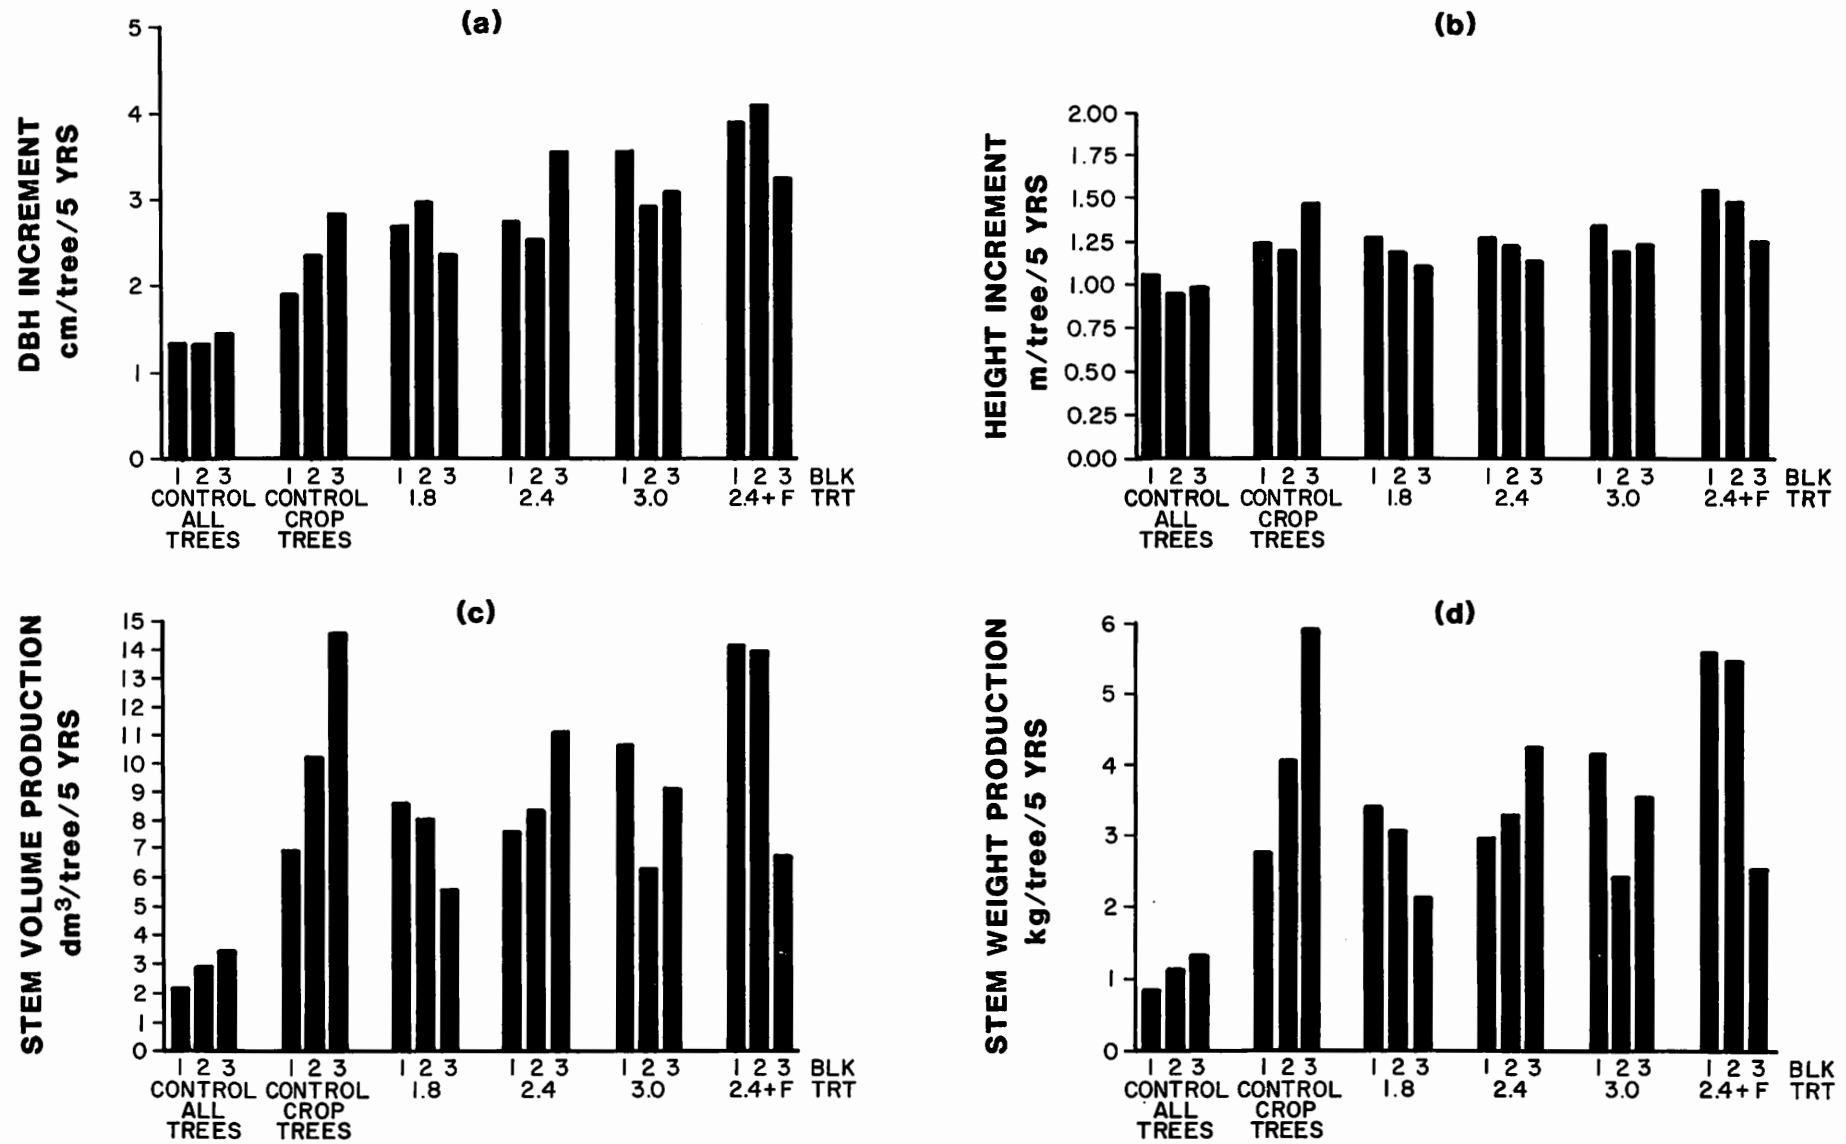 (a)
DBH INCREMENT
cm/tree/5 YRS
5
4
3
2
1
0
1 2 3 1 2 3 1 2 3 1 2 3 1 2 3 1 2 3 BLK
CONTROL CONTROL 1.8 2.4 3.0 2.4+F TRT
ALL CROP
TREES TREES
(b)
HEIGHT INCREMENT
m/tree/5 YRS
2.00
1.75
1.50
1.25
1.00
0.75
0.50
0.25
0.00
1 2 3 1 2 3 1 2 3 1 2 3 1 2 3 1 2 3 BLK
CONTROL CONTROL 1.8 2.4 3.0 2.4+F TRT
ALL CROP
TREES TREES
(c)
STEM VOLUME PRODUCTION
dm³/tree/5 YRS
15
14
13
12
11
10
9
8
7
6
5
4
3
2
1
0
1 2 3 1 2 3 1 2 3 1 2 3 1 2 3 1 2 3 BLK
CONTROL CONTROL 1.8 2.4 3.0 2.4+F TRT
ALL CROP
TREES TREES
(d)
STEM WEIGHT PRODUCTION
kg/tree/5 YRS
6
5
4
3
2
1
0
1 2 3 1 2 3 1 2 3 1 2 3 1 2 3 1 2 3 BLK
CONTROL CONTROL 1.8 2.4 3.0 2.4+F TRT
ALL CROP
TREES TREES